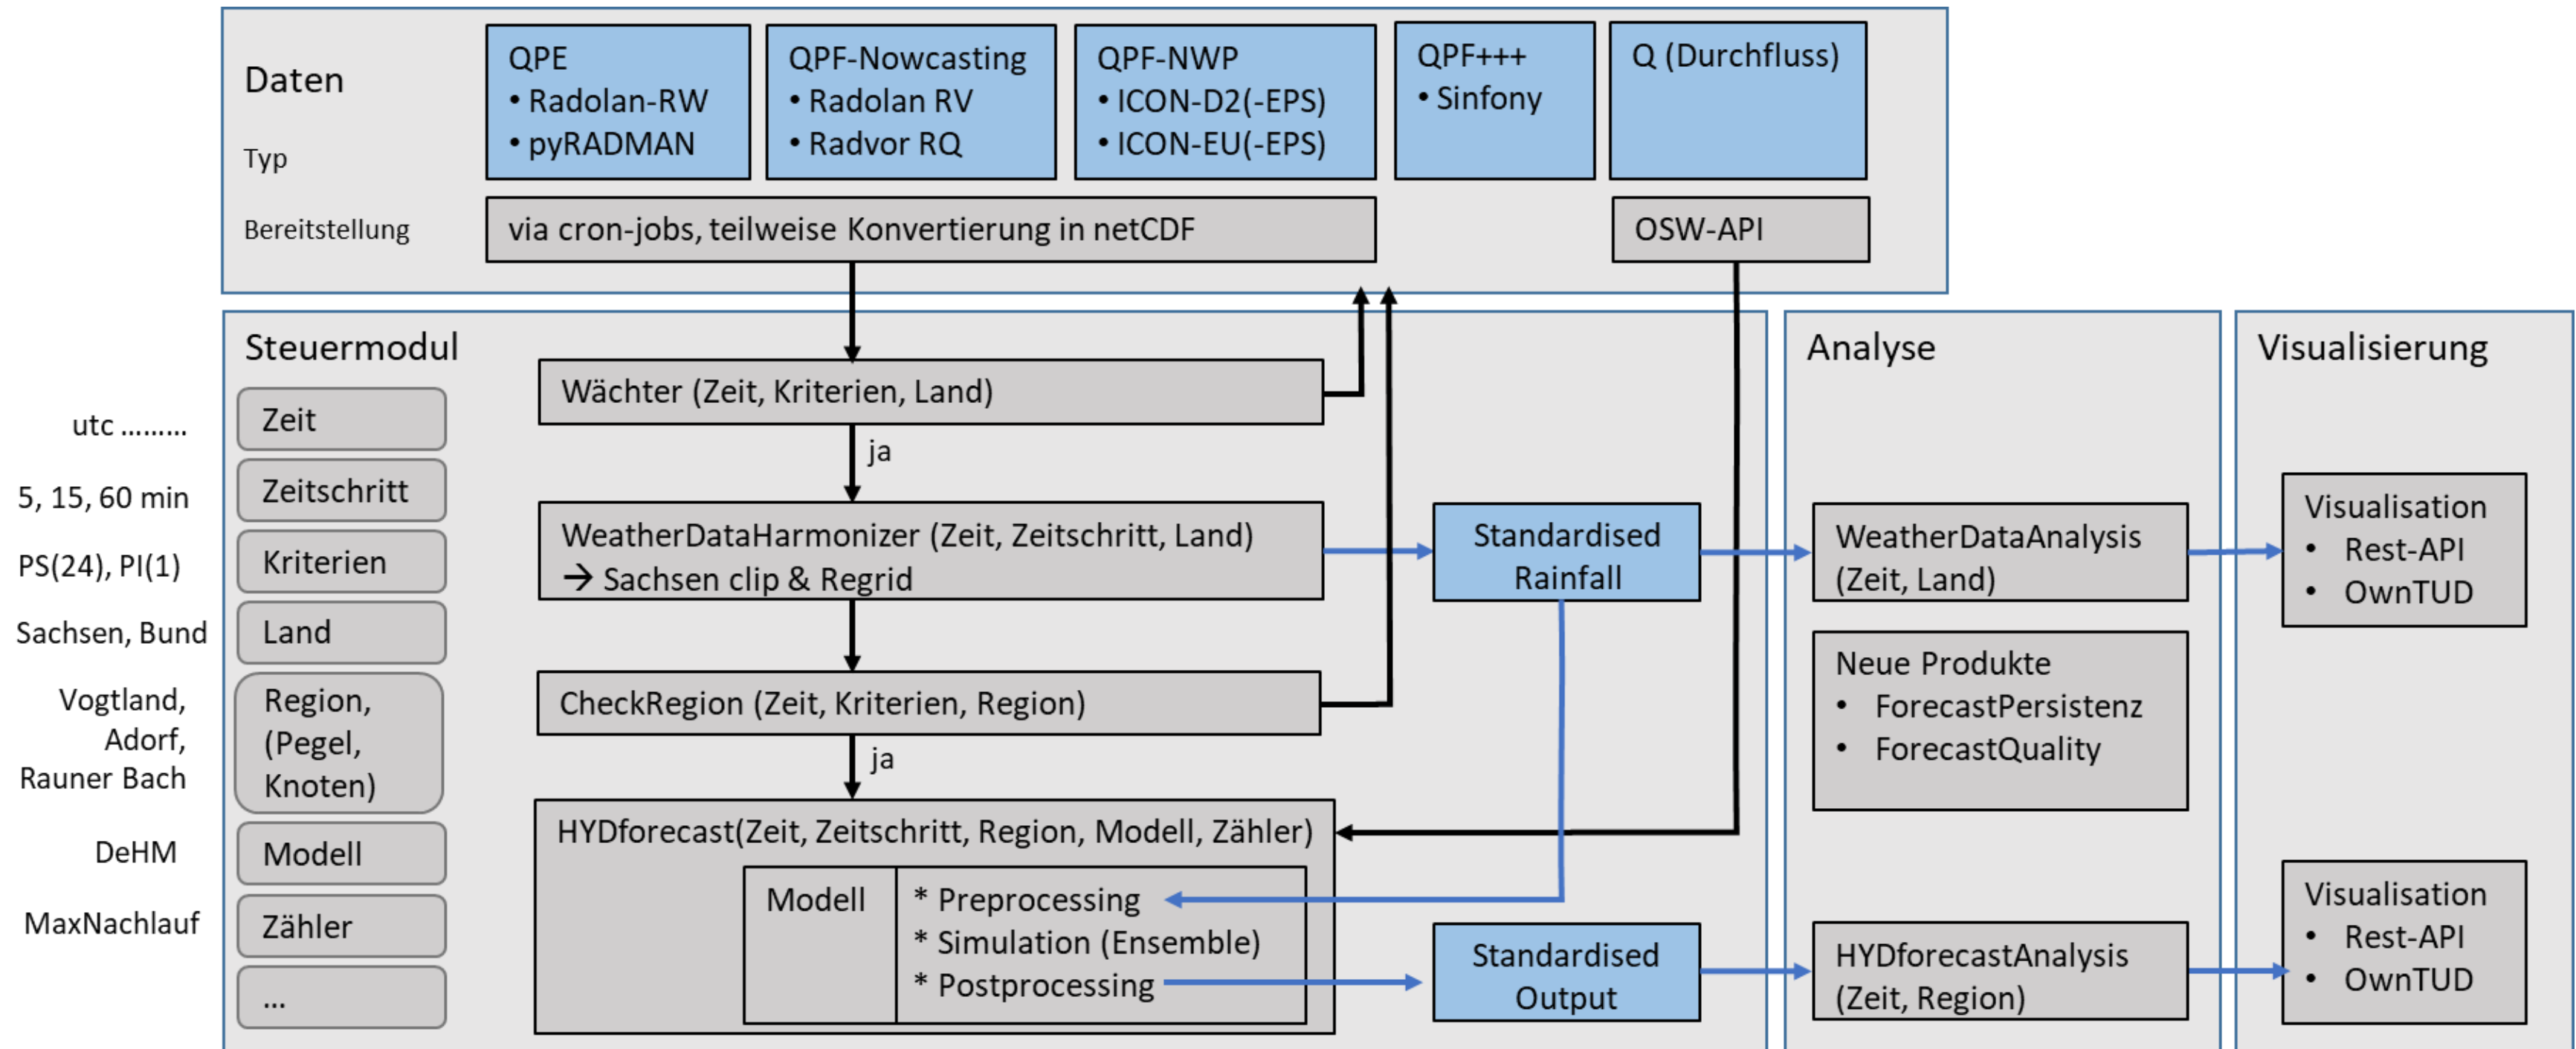 Daten
Typ
Bereitstellung
QPE
• Radolan-RW
• pyRADMAN
QPF-Nowcasting
• Radolan RV
• Radvor RQ
QPF-NWP
• ICON-D2(-EPS)
• ICON-EU(-EPS)
QPF+++
• Sinfony
Q (Durchfluss)
via cron-jobs, teilweise Konvertierung in netCDF
OSW-API
Steuermodul
utc ………
Zeit
5, 15, 60 min
Zeitschritt
PS(24), PI(1)
Kriterien
Sachsen, Bund
Land
Vogtland,
Adorf,
Rauner Bach
Region,
(Pegel,
Knoten)
DeHM
Modell
MaxNachlauf
Zähler
...
Wächter (Zeit, Kriterien, Land)
ja
WeatherDataHarmonizer (Zeit, Zeitschritt, Land)
→ Sachsen clip & Regrid
CheckRegion (Zeit, Kriterien, Region)
ja
HYDforecast(Zeit, Zeitschritt, Region, Modell, Zähler)
Modell
* Preprocessing
* Simulation (Ensemble)
* Postprocessing
Standardised
Rainfall
Standardised
Output
Analyse
WeatherDataAnalysis
(Zeit, Land)
Neue Produkte
• ForecastPersistenz
• ForecastQuality
HYDforecastAnalysis
(Zeit, Region)
Visualisierung
Visualisation
• Rest-API
• OwnTUD
Visualisation
• Rest-API
• OwnTUD